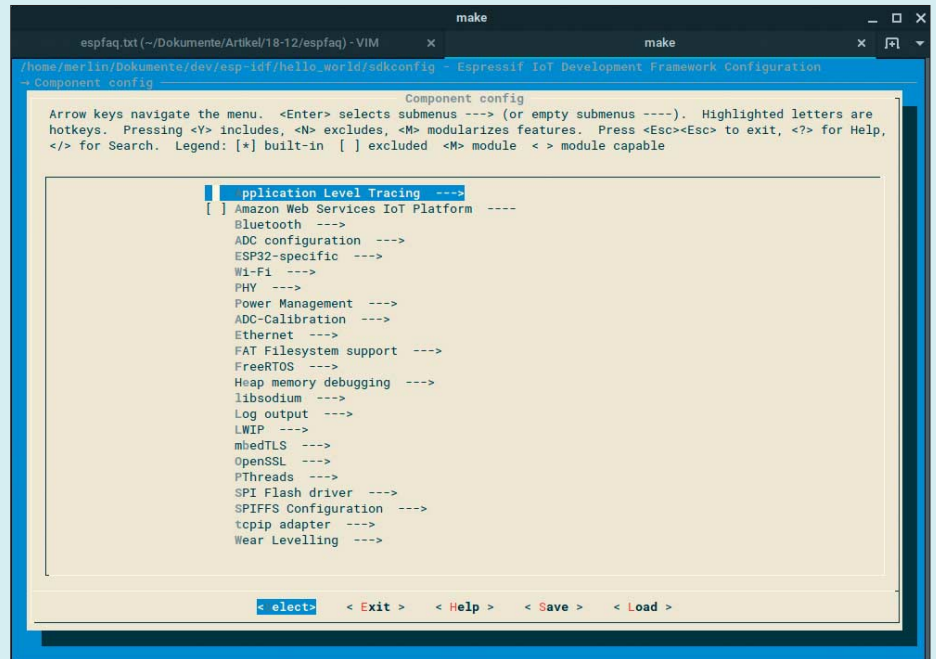 make
espfaq.txt (~/Dokumente/Artikel/18-12/espfaq) - VIM
make
/home/merlin/Dokumente/dev/esp-idf/hello_world/sdkconfig - Espressif IoT Development Framework Configuration
→ Component config
Component config
Arrow keys navigate the menu. <Enter> selects submenus ---> (or empty submenus ----). Highlighted letters are
hotkeys. Pressing <Y> includes, <N> excludes, <M> modularizes features. Press <Esc><Esc> to exit, <?> for Help,
</> for Search. Legend: [*] built-in [ ] excluded <M> module < > module capable
pplication Level Tracing --->
[ ] Amazon Web Services IoT Platform ----
Bluetooth --->
ADC configuration --->
ESP32-specific --->
Wi-Fi --->
PHY --->
Power Management --->
ADC-Calibration --->
Ethernet --->
FAT Filesystem support --->
FreeRTOS --->
Heap memory debugging --->
libsodium --->
Log output --->
LWIP --->
mbedTLS --->
OpenSSL --->
PThreads --->
SPI Flash driver --->
SPIFFS Configuration --->
tcpip adapter --->
Wear Levelling --->
< elect> < Exit > < Help > < Save > < Load >